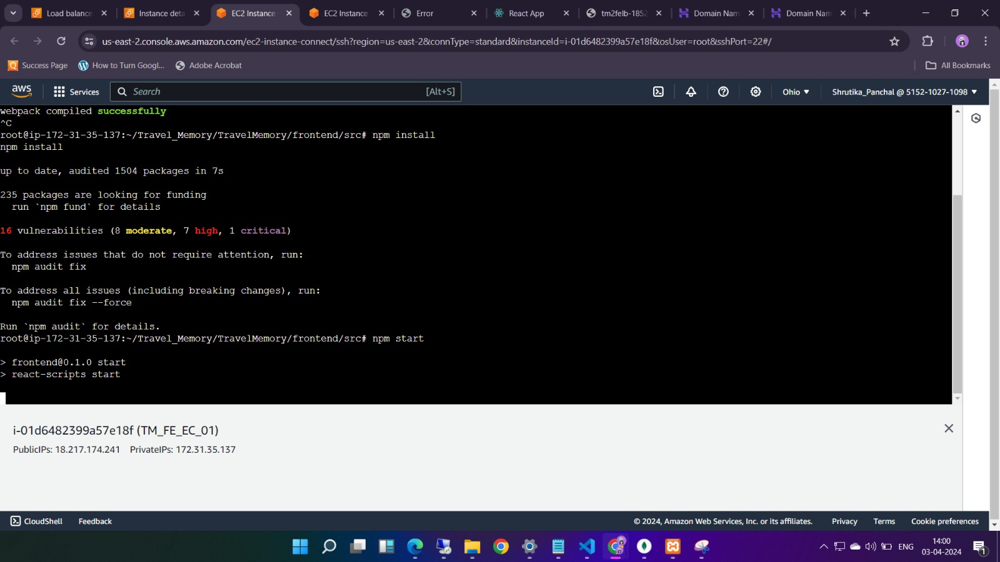 Load balance
Instance deta
EC2 Instance
EC2 Instance
Error
React App
tm2felb-1852
Domain Nam
Domain Nam
us-east-2.console.aws.amazon.com/ec2-instance-connect/ssh?region=us-east-2&connType=standard&instanceId=i-01d6482399a57e18f&osUser=root&sshPort=22#/
Success Page
How to Turn Googl...
Adobe Acrobat
All Bookmarks
aws
Services
Search
[Alt+S]
Ohio
Shrutika_Panchal @ 5152-1027-1098
webpack compiled successfully
^C
root@ip-172-31-35-137:~/Travel_Memory/TravelMemory/frontend/src# npm install
npm install
up to date, audited 1504 packages in 7s
235 packages are looking for funding
run `npm fund` for details
16 vulnerabilities (8 moderate, 7 high, 1 critical)
To address issues that do not require attention, run:
npm audit fix
To address all issues (including breaking changes), run:
npm audit fix --force
Run `npm audit` for details.
root@ip-172-31-35-137:~/Travel_Memory/TravelMemory/frontend/src# npm start
> frontend@0.1.0 start
> react-scripts start
i-01d6482399a57e18f (TM_FE_EC_01)
PublicIPs: 18.217.174.241 PrivateIPs: 172.31.35.137
CloudShell
Feedback
© 2024, Amazon Web Services, Inc. or its affiliates.
Privacy
Terms
Cookie preferences
ENG
14:00
03-04-2024
1